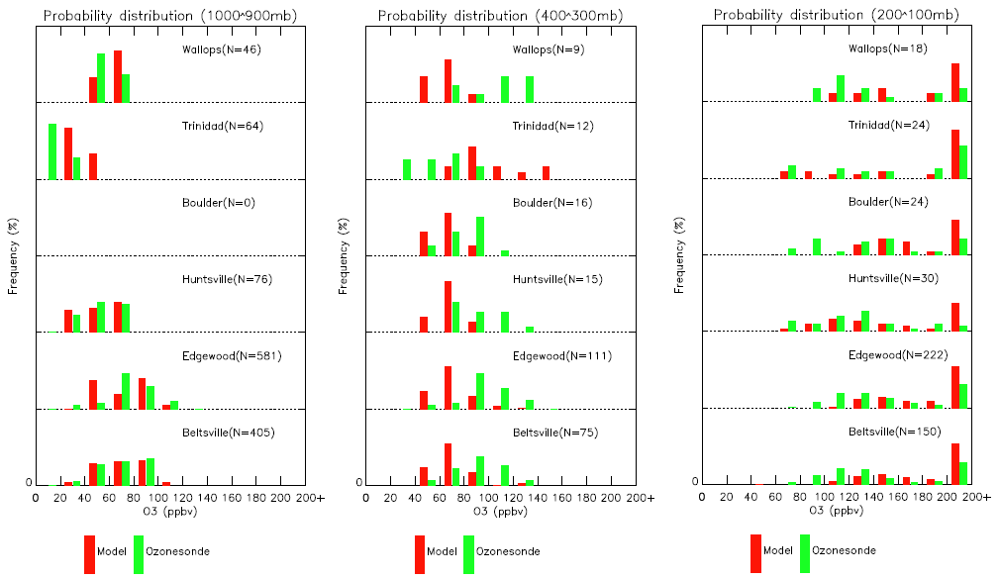 Probability distribution (1000^900mb)
Wallops(N=46)
Trinidad(N=64)
Boulder(N=0)
Huntsville(N=76)
Edgewood(N=581)
Beltsville(N=405)
Frequency (%)
0
0 20 40 60 80 100 120 140 160 180 200+
O3 (ppbv)
Model Ozonesonde
Probability distribution (400^300mb)
Wallops(N=9)
Trinidad(N=12)
Boulder(N=16)
Huntsville(N=15)
Edgewood(N=111)
Beltsville(N=75)
Frequency (%)
0
0 20 40 60 80 100 120 140 160 180 200+
O3 (ppbv)
Model Ozonesonde
Probability distribution (200^100mb)
Wallops(N=18)
Trinidad(N=24)
Boulder(N=24)
Huntsville(N=30)
Edgewood(N=222)
Beltsville(N=150)
Frequency (%)
0
0 20 40 60 80 100 120 140 160 180 200 220
O3 (ppbv)
Model Ozonesonde